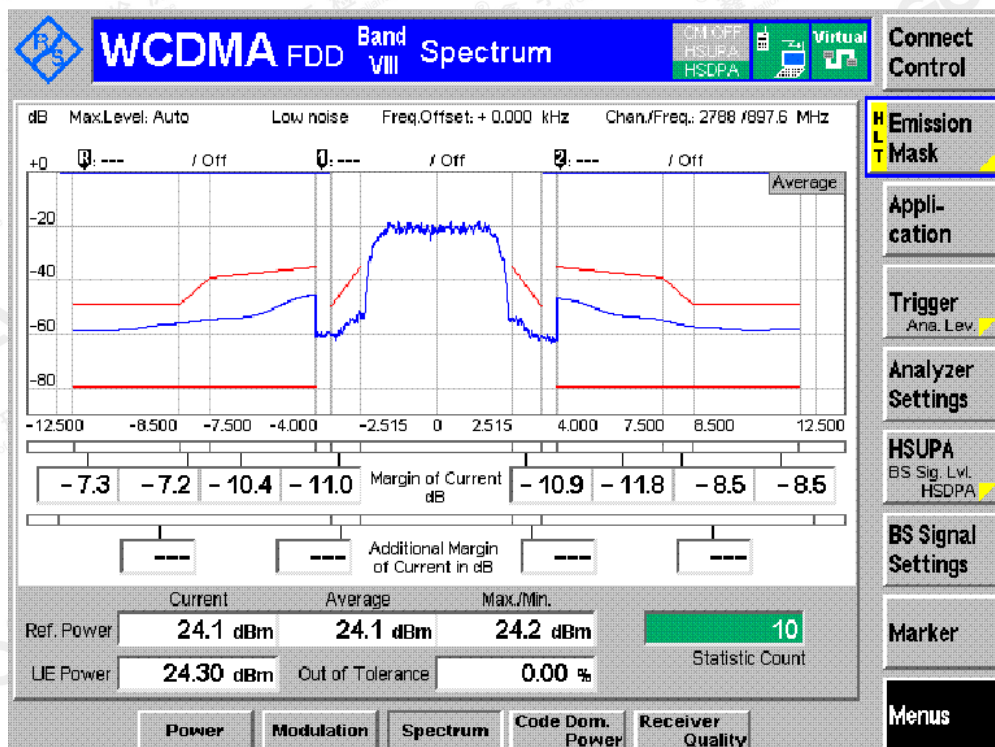 R S
WCDMA FDD Band VIII Spectrum
CM OFF
HSUPA
HSDPA
Virtual
Connect Control
dB Max.Level: Auto Low noise Freq.Offset: + 0.000 kHz Chan./Freq.: 2788 /897.6 MHz
H L T
Emission Mask
R : --- / Off 1 : --- / Off 2 : --- / Off
Average
+0
-20
-40
-60
-80
-12.500 -8.500 -7.500 -4.000 -2.515 0 2.515 4.000 7.500 8.500 12.500
Appli-
cation
Trigger
Ana. Lev.
Analyzer
Settings
HSUPA
BS Sig. Lvl.
HSDPA
BS Signal
Settings
Marker
Menus
- 7.3 - 7.2 - 10.4 - 11.0 Margin of Current dB - 10.9 - 11.8 - 8.5 - 8.5
--- --- Additional Margin of Current in dB --- ---
Current Average Max./Min.
Ref. Power 24.1 dBm 24.1 dBm 24.2 dBm
10
Statistic Count
UE Power 24.30 dBm Out of Tolerance 0.00 %
Power Modulation Spectrum Code Dom. Power Receiver Quality